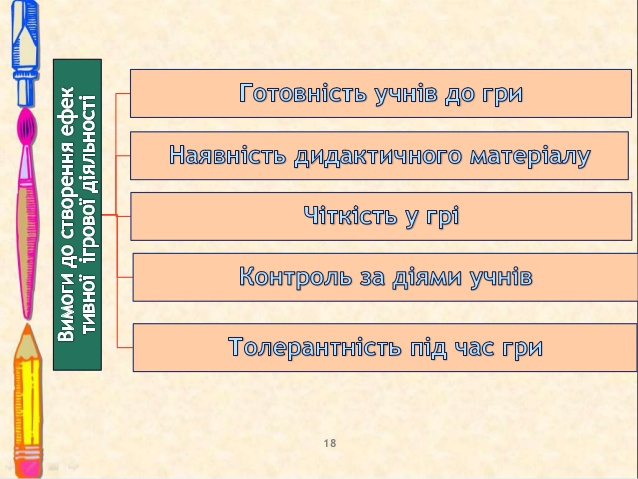 Вимоги до створення ефек
тивної ігрової діяльності
Готовність учнів до гри
Наявність дидактичного матеріалу
Чіткість у грі
Контроль за діями учнів
Толерантність під час гри
18